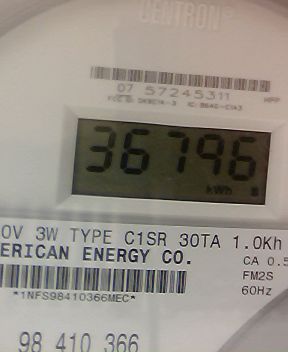 CENTRON®
07 57245311
36796
kWh
0V 3W TYPE C1SR 30TA 1.0Kh
ERICAN ENERGY CO.
CA 0.5
FM2S
60Hz
*1NFS98410366MEC*
98 410 366